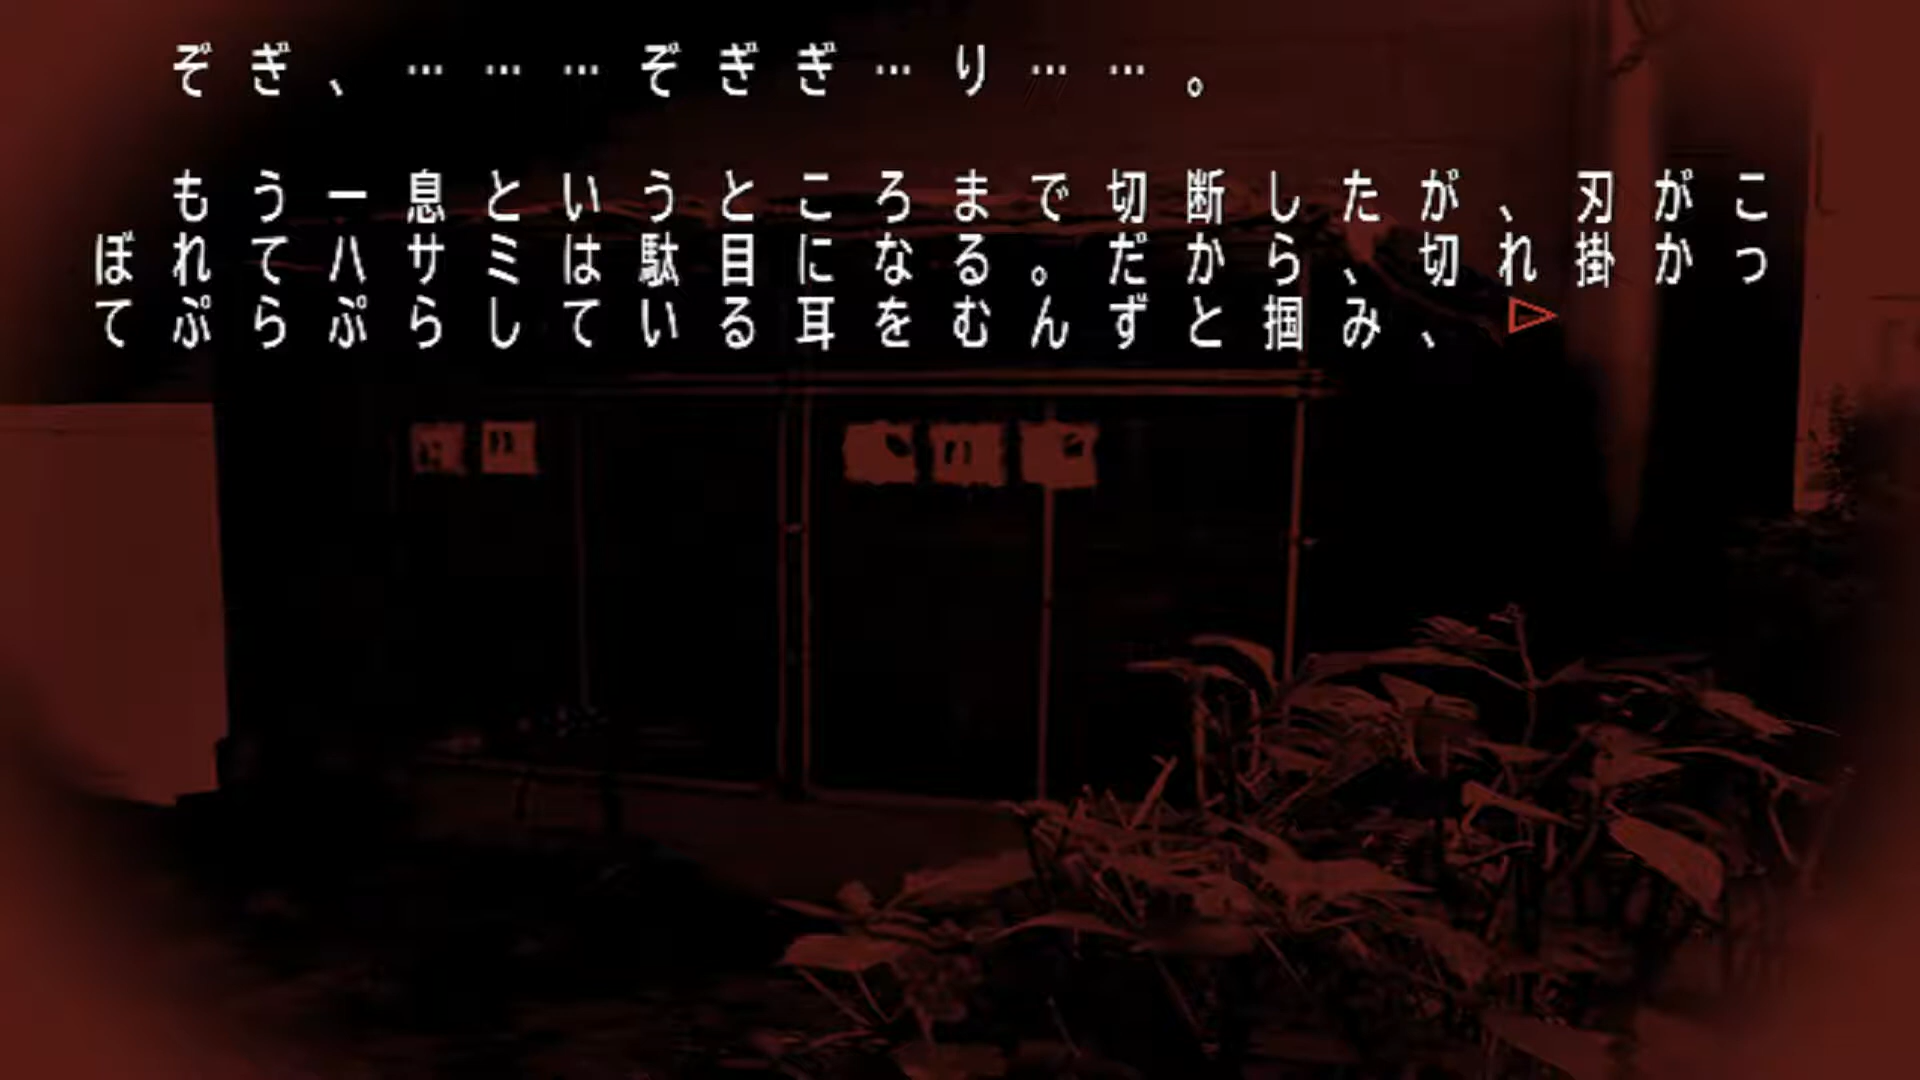 ぞぎ、………ぞぎぎ…り……。
もう一息というところまで切断したが、刃がこ
ぼれてハサミは駄目になる。だから、切れ掛かっ
てぷらぷらしている耳をむんずと掴み、